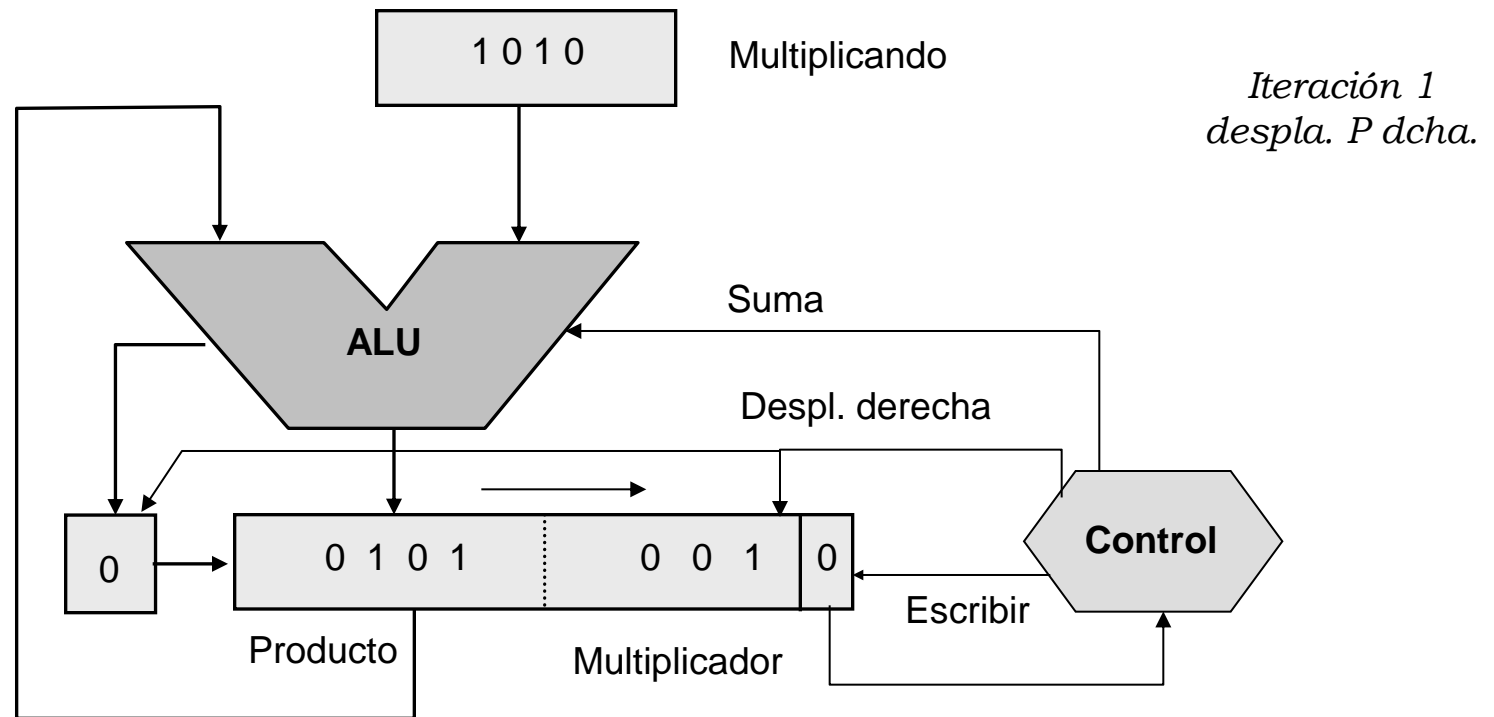 1 0 1 0
Multiplicando
Iteración 1
despla. P dcha.
Suma
ALU
Despl. derecha
0
0 1 0 1
0 0 1
0
Control
Escribir
Producto
Multiplicador